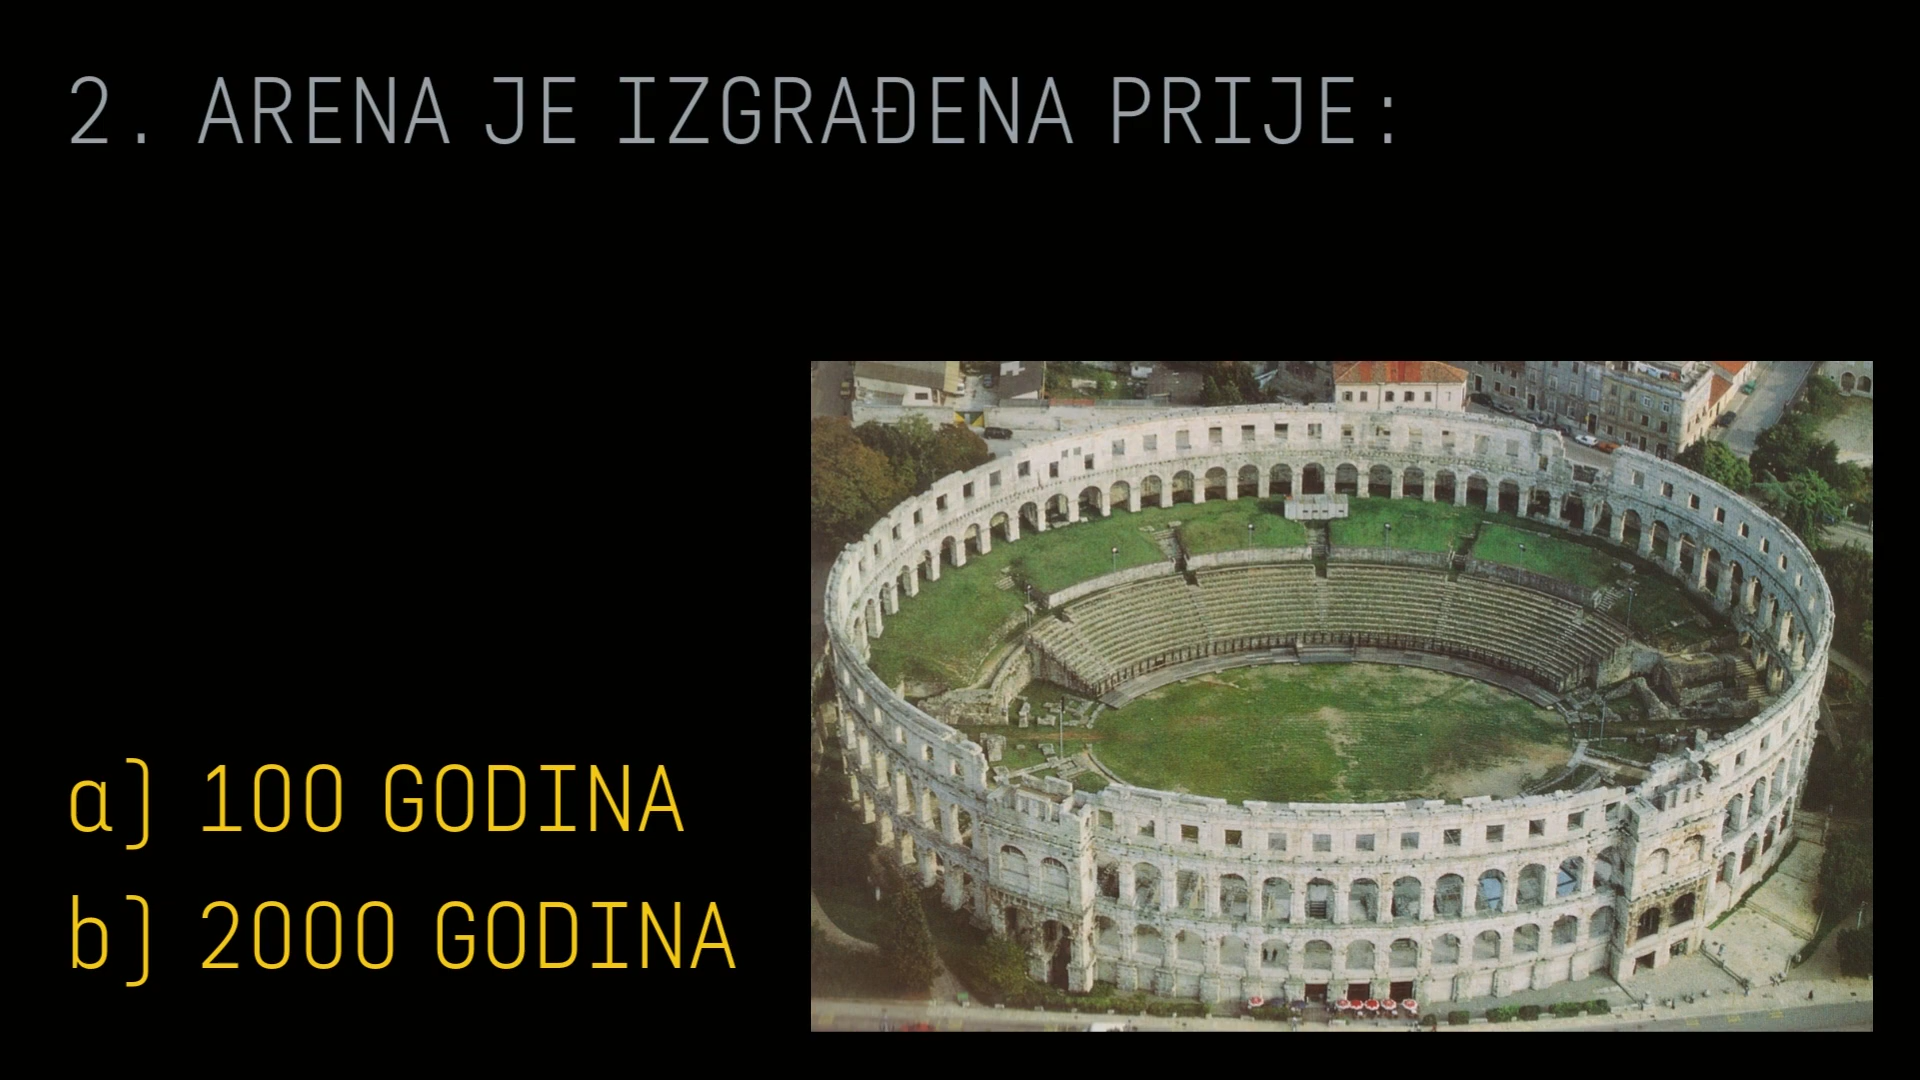 2. ARENA JE IZGRAĐENA PRIJE:
a) 100 GODINA
b) 2000 GODINA